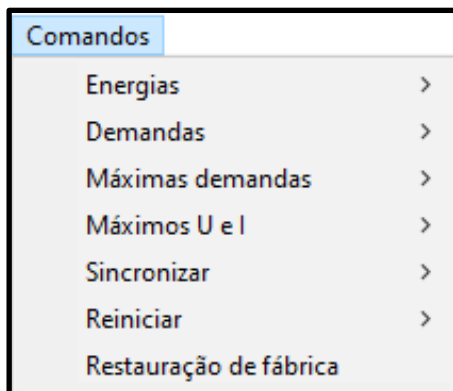 Comandos
Energias
Demandas
Máximas demandas
Máximos U e I
Sincronizar
Reiniciar
Restauração de fábrica